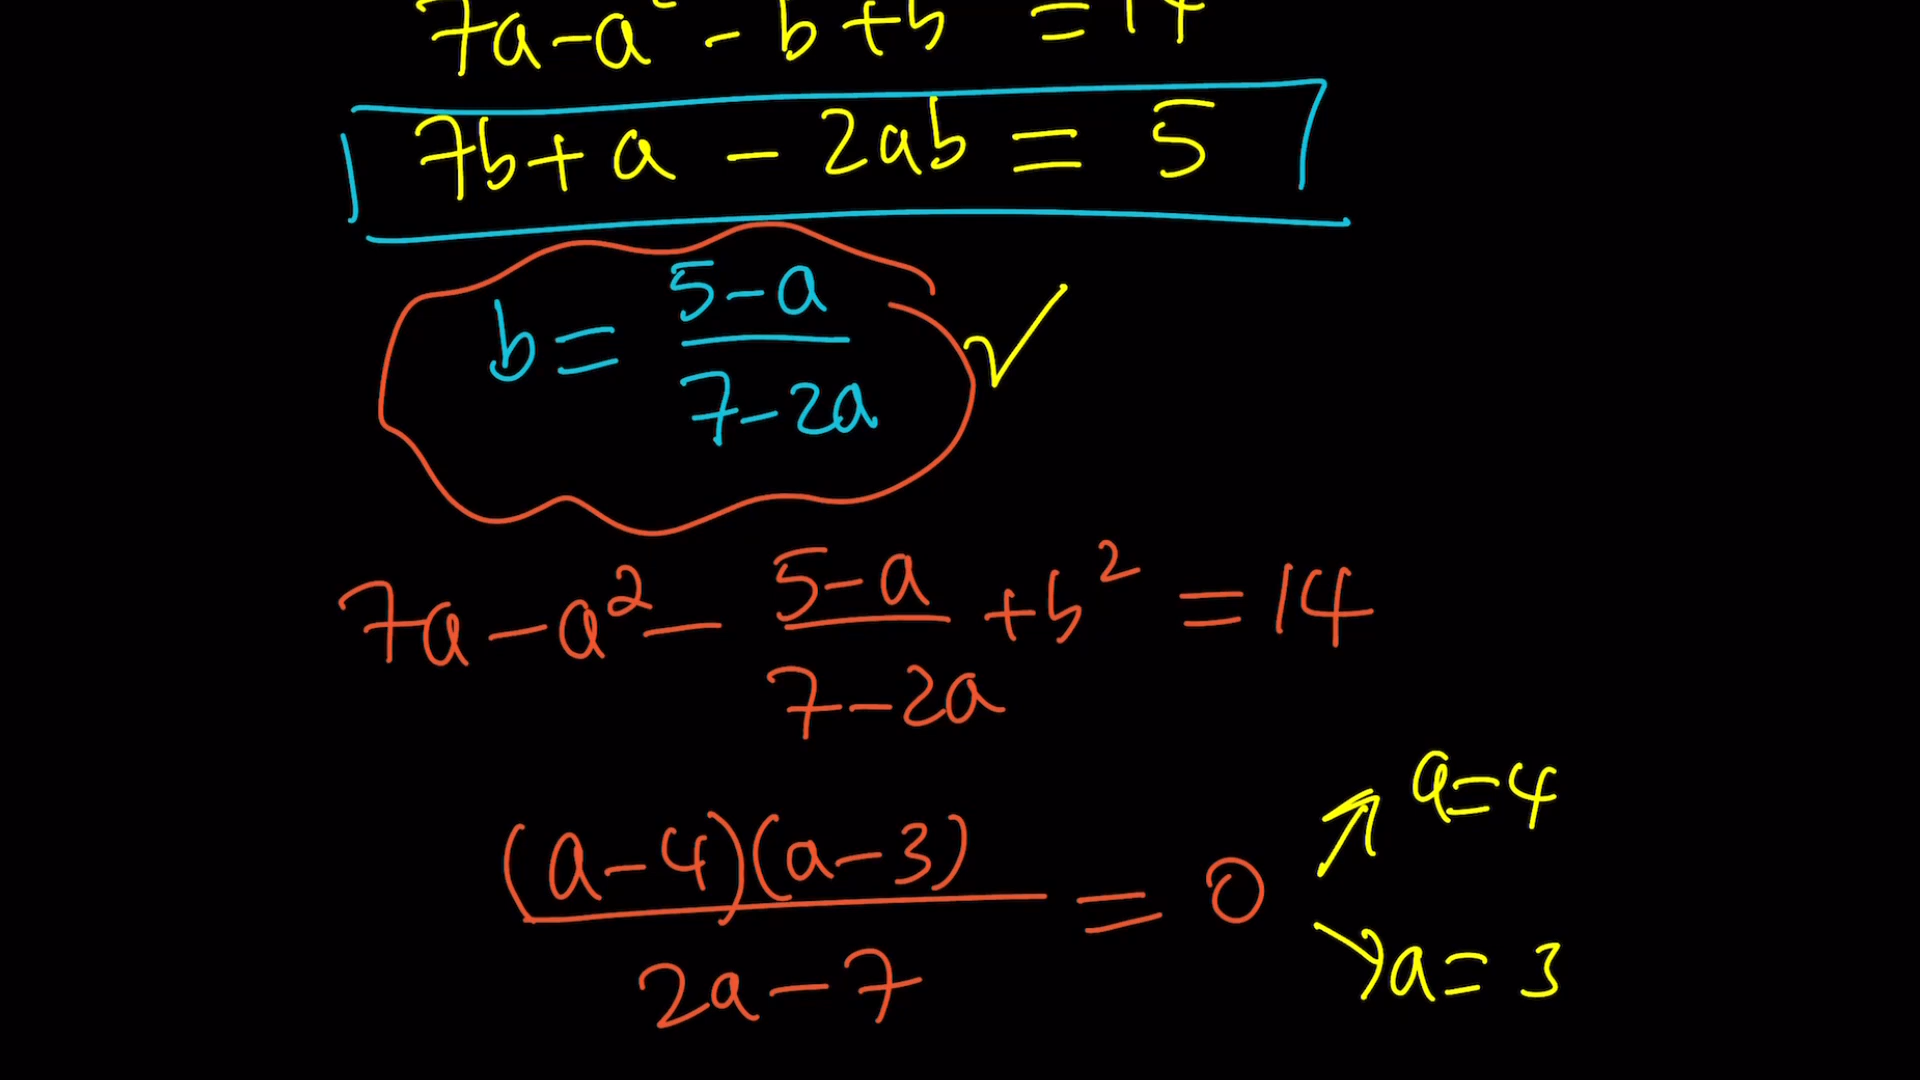 7a-a² - b + b = 14
7b + a - 2ab = 5
b = (5-a)/(7-2a) ✓
7a - a² - (5-a)/(7-2a) + b² = 14
a=4
(a-4)(a-3)/(2a-7) = 0
a=3